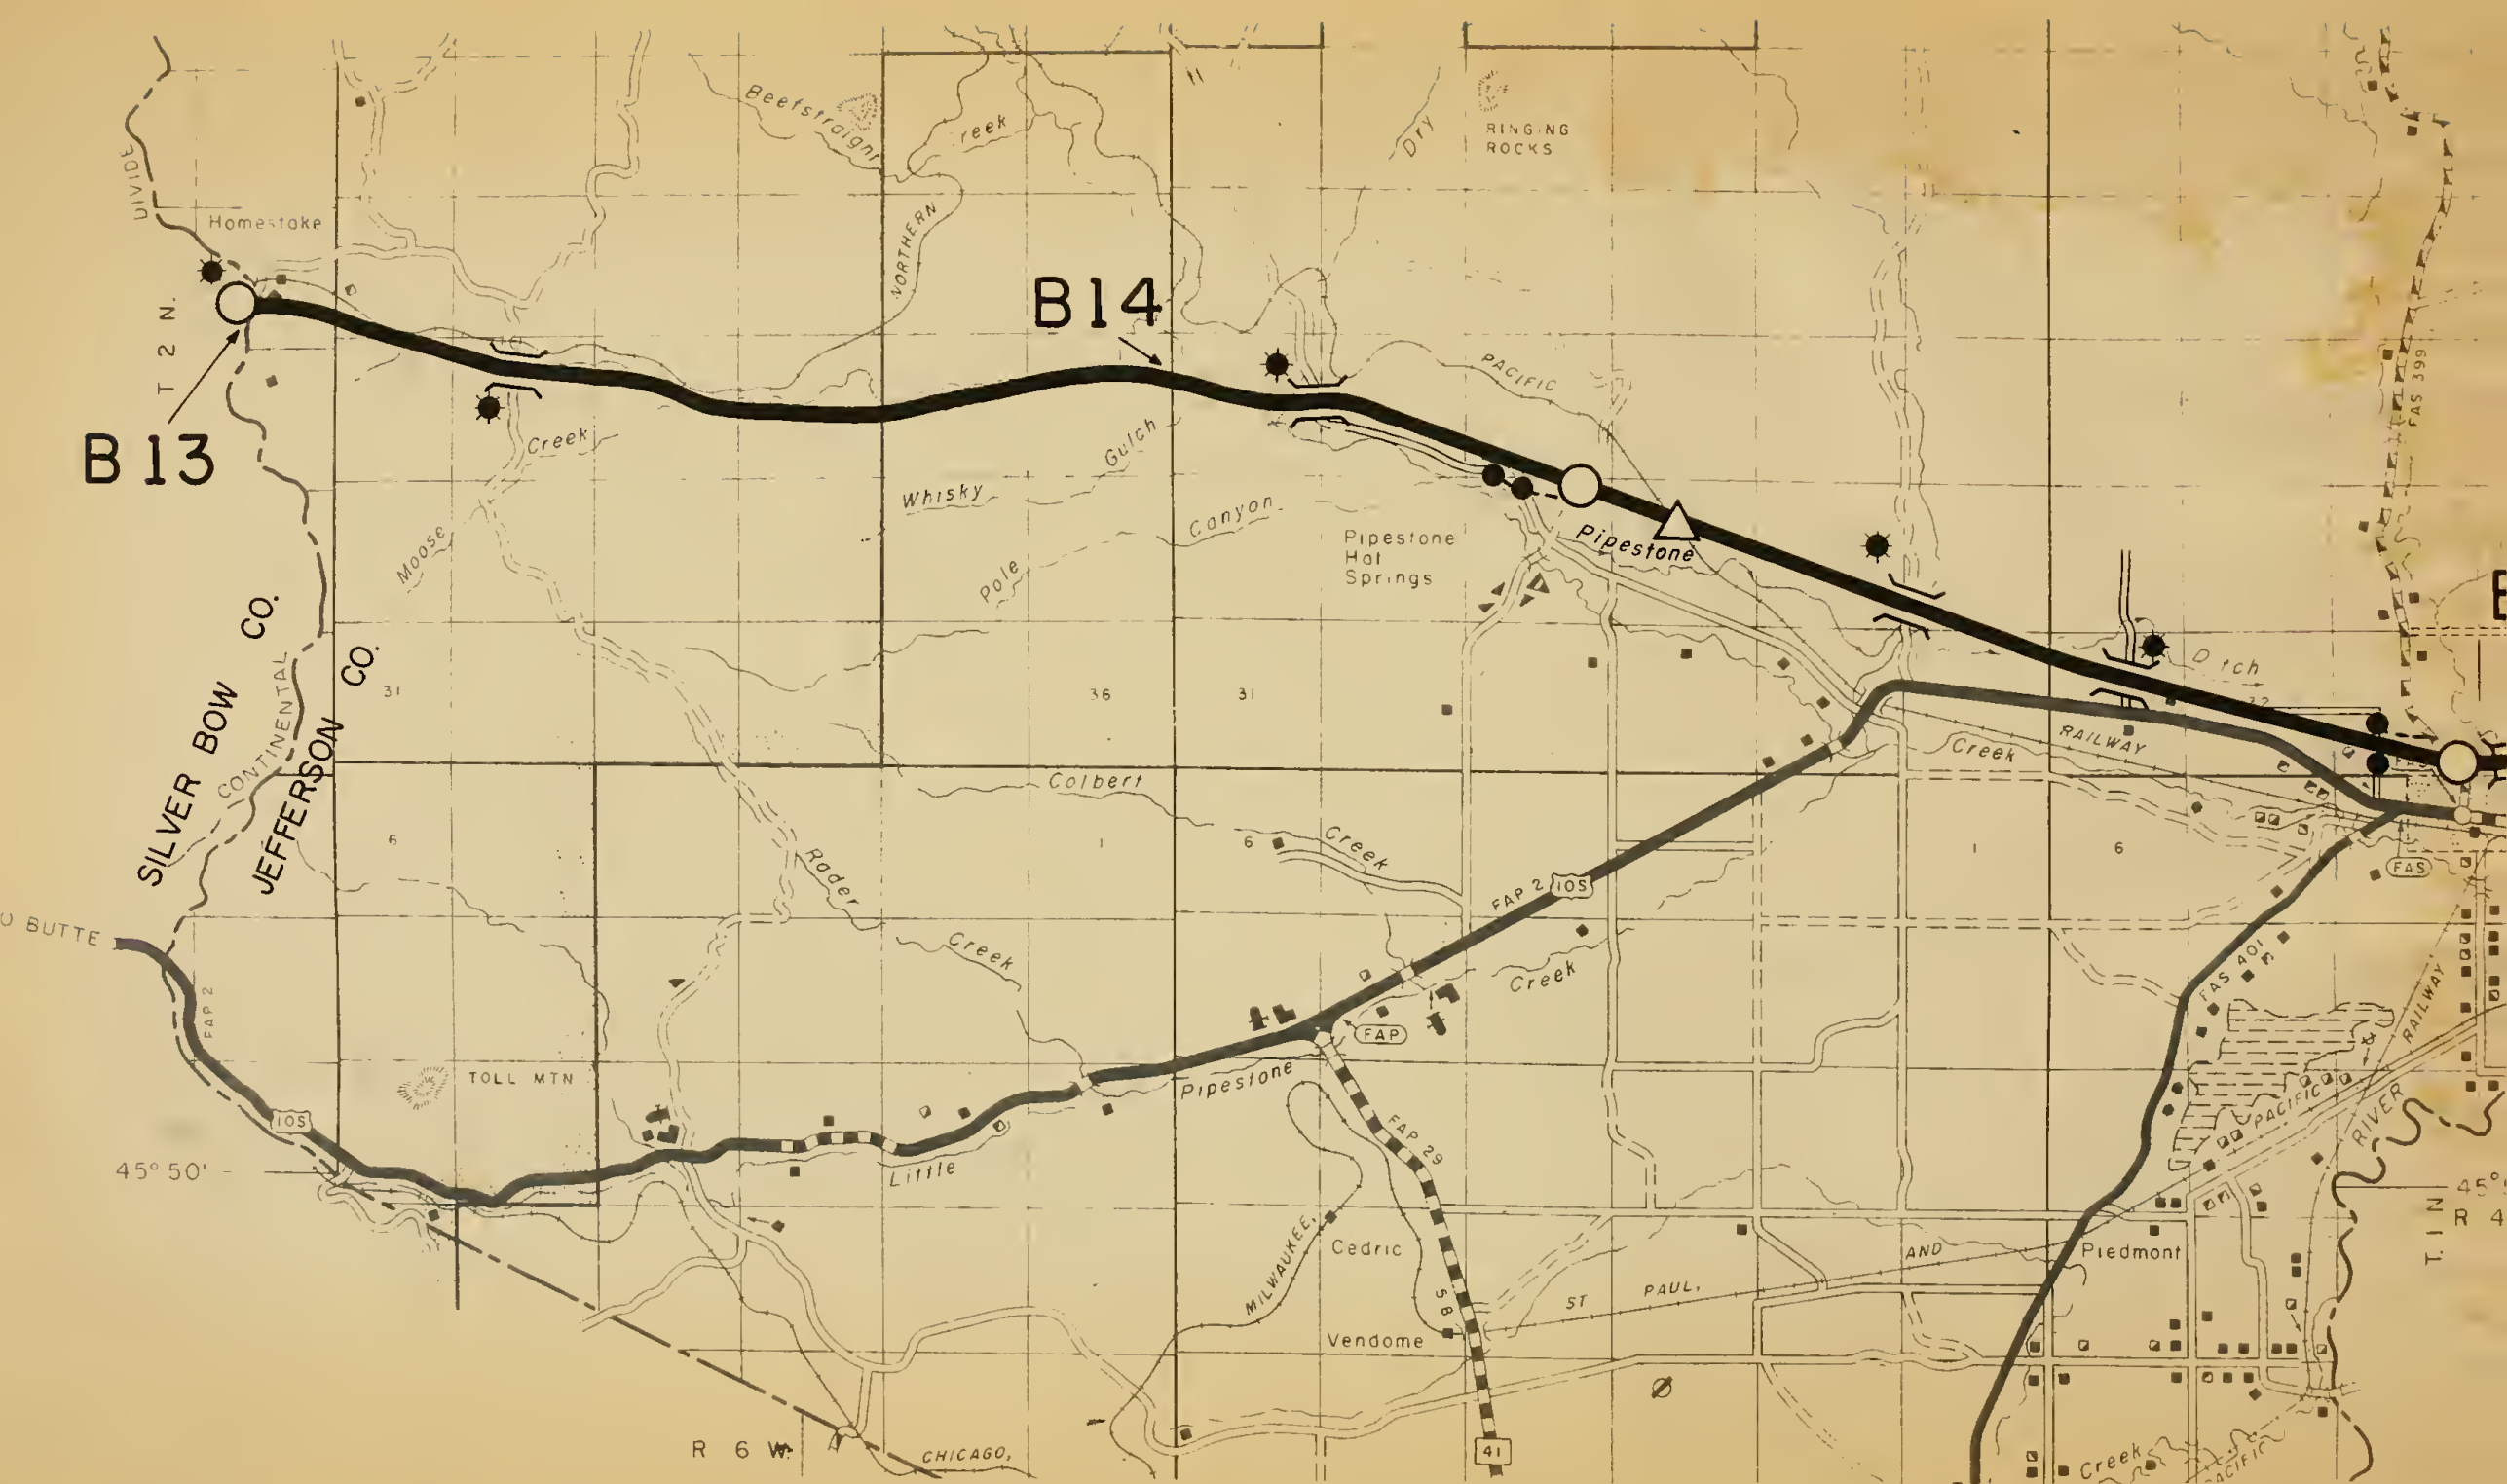 Beefstraight
Creek
Dry
RINGING
ROCKS
DIVIDE
Homestake
NORTHERN
T 2 N.
B14
B13
PACIFIC
FAS 399
Creek
Gulch
Whisky
Canyon
Pole
Moose
Pipestone
Hot
Springs
Pipestone
SILVER BOW CO.
CONTINENTAL
JEFFERSON CO.
31
36
31
Ditch
RAILWAY
Creek
Colbert
Creek
6
1
6
1
6
Rader
Creek
FAP 2
10S
FAS
BUTTE
FAP 2
Creek
FAP
FAS 401
RAILWAY
TOLL MTN
Pipestone
10S
45° 50'
Little
FAP 29
PACIFIC
RIVER
45°
T. 1 N
R 4
MILWAUKEE,
Cedric
ST
PAUL,
AND
Piedmont
58
Vendome
R 6 W.
CHICAGO,
41
Creek
PACIFIC